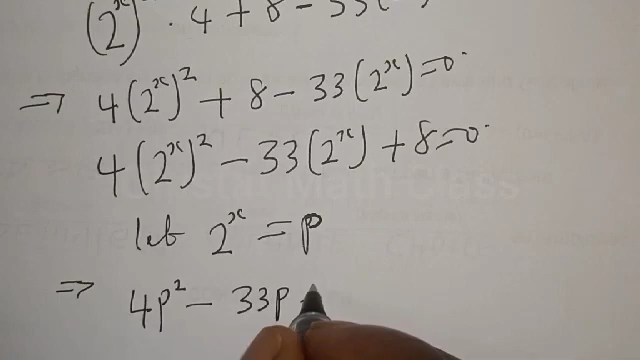 (2^x) · 4 + 8 - 33(
⇒ 4(2^x)^2 + 8 - 33(2^x) = 0.
4(2^x)^2 - 33(2^x) + 8 = 0.
let 2^x = p
⇒ 4p^2 - 33p